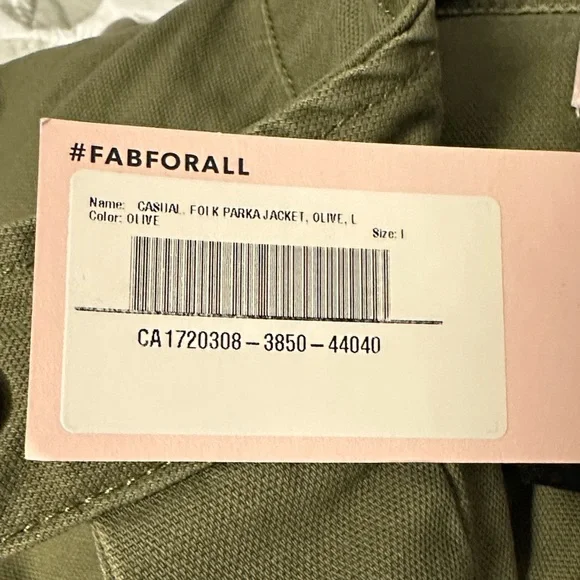 #FABFORALL
Name: CASUAL FOLK PARKA JACKET, OLIVE, L
Color: OLIVE
Size: L
CA1720308-3850-44040